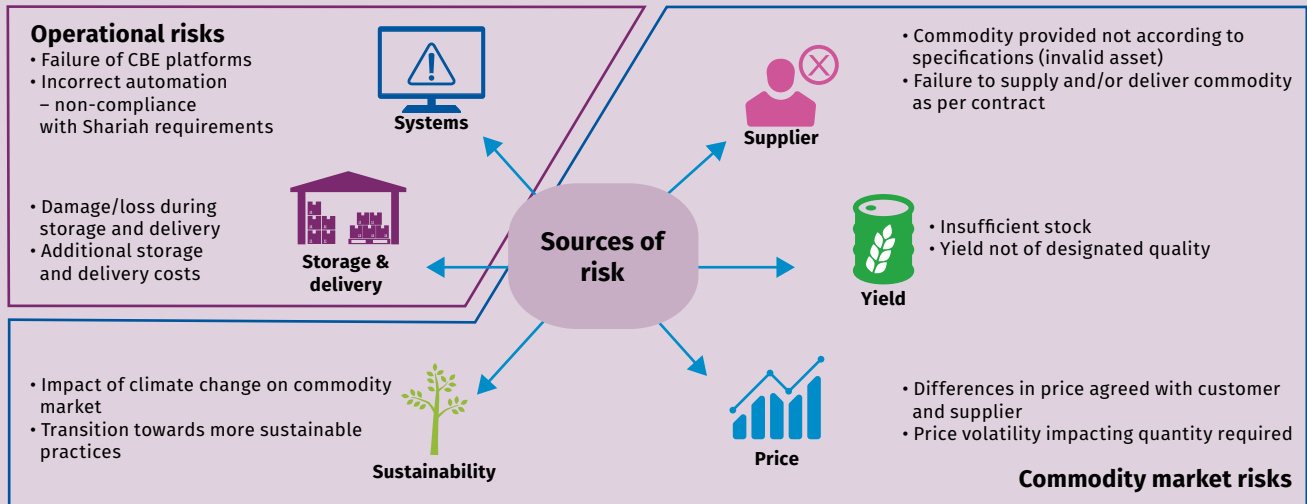 Operational risks
• Failure of CBE platforms
• Incorrect automation
– non-compliance
with Shariah requirements
Systems
• Damage/loss during
storage and delivery
• Additional storage
and delivery costs
Storage &
delivery
Sources of
risk
Supplier
• Commodity provided not according to
specifications (invalid asset)
• Failure to supply and/or deliver commodity
as per contract
Yield
• Insufficient stock
• Yield not of designated quality
• Impact of climate change on commodity
market
• Transition towards more sustainable
practices
Sustainability
Price
• Differences in price agreed with customer
and supplier
• Price volatility impacting quantity required
Commodity market risks